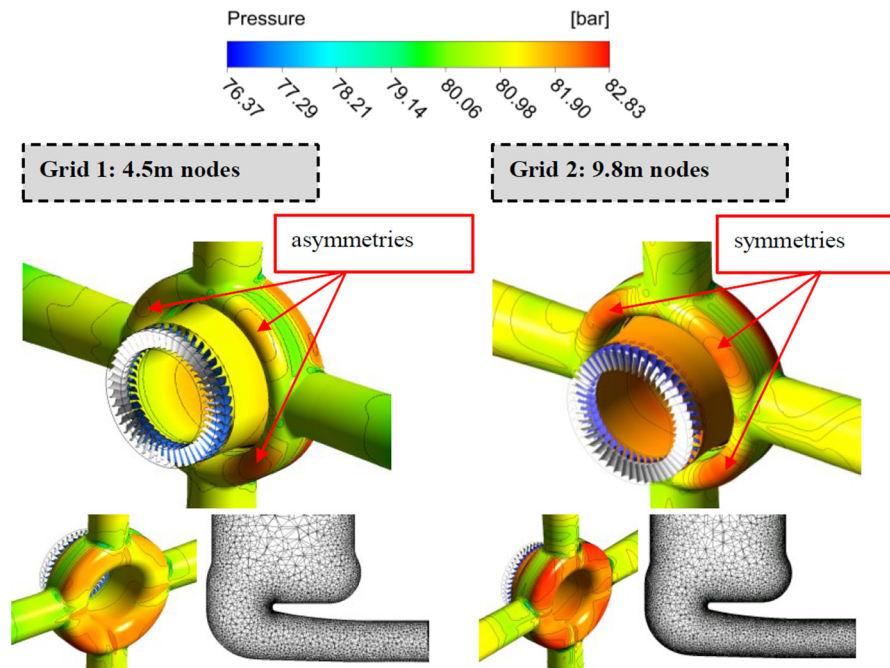 Pressure [bar]
76.37 77.29 78.21 79.14 80.06 80.98 81.90 82.83
Grid 1: 4.5m nodes
Grid 2: 9.8m nodes
asymmetries
symmetries